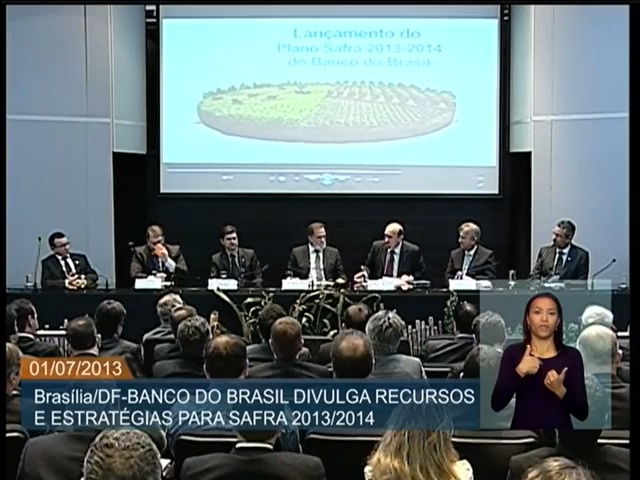 Lançamento do
Plano Safra 2013-2014
do Banco do Brasil
01/07/2013
Brasília/DF-BANCO DO BRASIL DIVULGA RECURSOS
E ESTRATÉGIAS PARA SAFRA 2013/2014